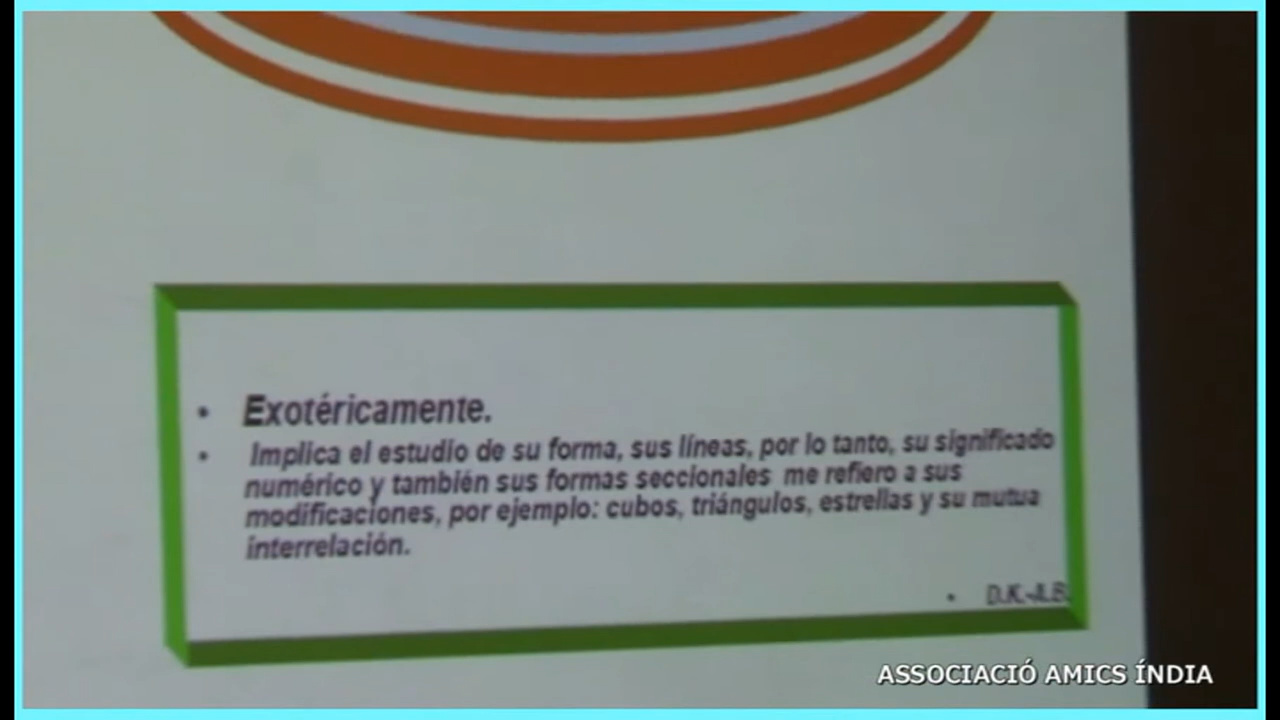 • Exotéricamente.
• Implica el estudio de su forma, sus líneas, por lo tanto, su significado
numérico y también sus formas seccionales me refiero a sus
modificaciones, por ejemplo: cubos, triángulos, estrellas y su mutua
interrelación.
• D.K.-A.B.
ASSOCIACIÓ AMICS ÍNDIA